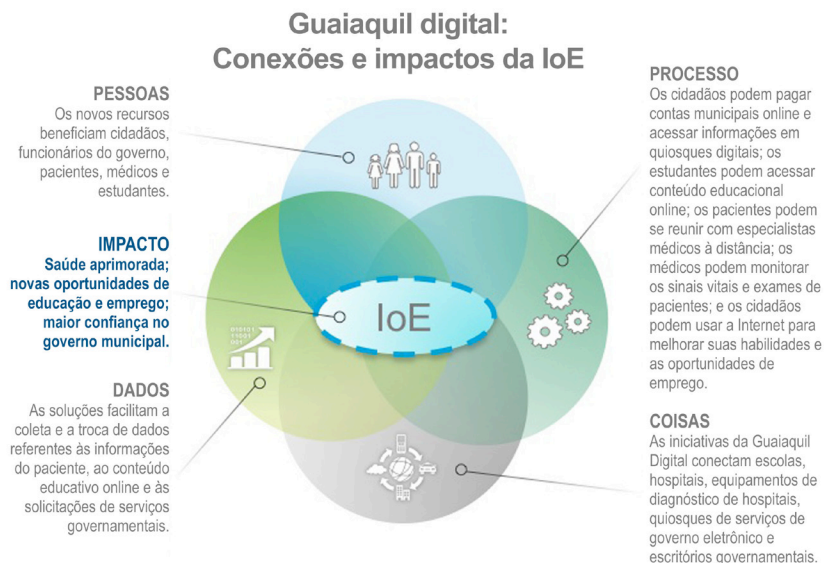 Guaiaquil digital:
Conexões e impactos da IoE
PESSOAS
Os novos recursos
beneficiam cidadãos,
funcionários do governo,
pacientes, médicos e
estudantes.
IMPACTO
Saúde aprimorada;
novas oportunidades de
educação e emprego;
maior confiança no
governo municipal.
DADOS
As soluções facilitam a
coleta e a troca de dados
referentes às informações
do paciente, ao conteúdo
educativo online e às
solicitações de serviços
governamentais.
010101
11001
001
IoE
PROCESSO
Os cidadãos podem pagar
contas municipais online e
acessar informações em
quiosques digitais; os
estudantes podem acessar
conteúdo educacional
online; os pacientes podem
se reunir com especialistas
médicos à distância; os
médicos podem monitorar
os sinais vitais e exames de
pacientes; e os cidadãos
podem usar a Internet para
melhorar suas habilidades e
as oportunidades de
emprego.
COISAS
As iniciativas da Guaiaquil
Digital conectam escolas,
hospitais, equipamentos de
diagnóstico de hospitais,
quiosques de serviços de
governo eletrônico e
escritórios governamentais.